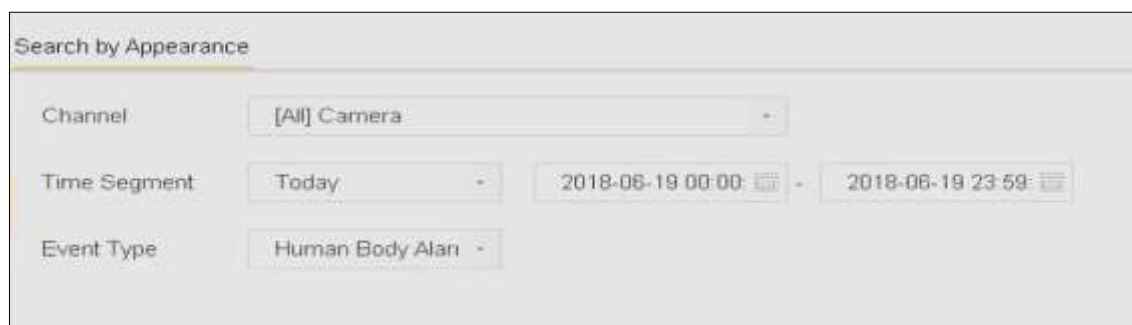 Search by Appearance
Channel [All] Camera
Time Segment Today 2018-06-19 00:00: - 2018-06-19 23:59:
Event Type Human Body Aları